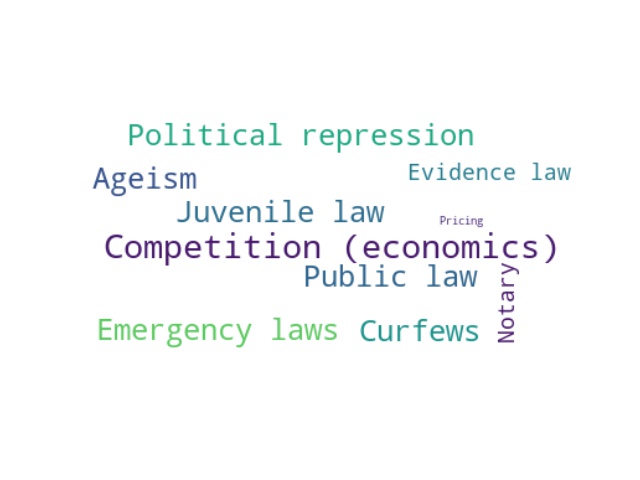 Political repression
Evidence law
Ageism
Juvenile law
Pricing
Competition (economics)
Public law
Notary
Emergency laws
Curfews